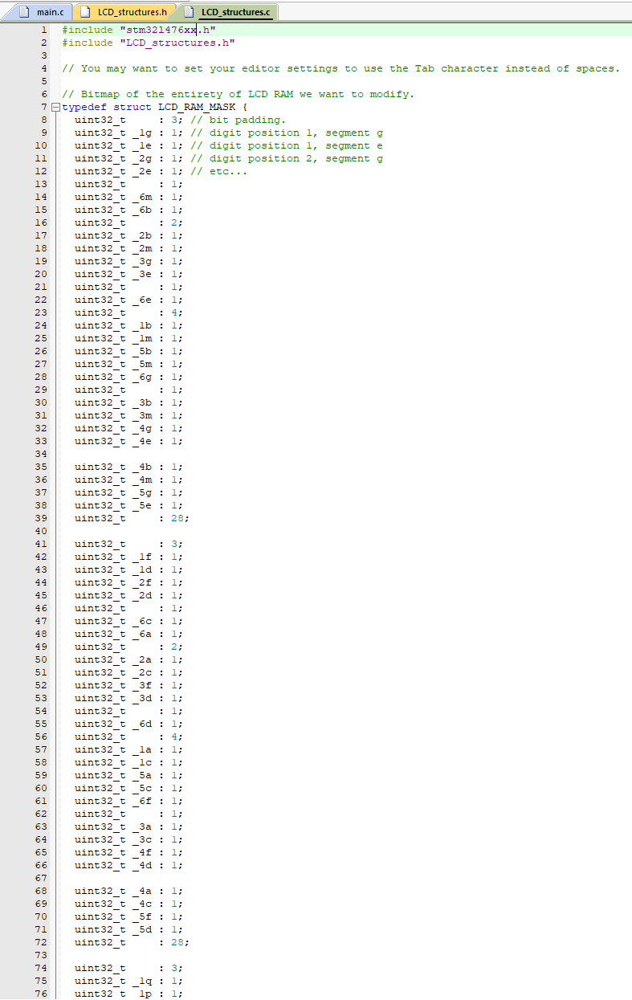 main.c LCD_structures.h LCD_structures.c
1 #include "stm32l476xx.h"
2 #include "LCD_structures.h"
3
4 // You may want to set your editor settings to use the Tab character instead of spaces.
5
6 // Bitmap of the entirety of LCD RAM we want to modify.
7 typedef struct LCD_RAM_MASK {
8 uint32_t : 3; // bit padding.
9 uint32_t _1g : 1; // digit position 1, segment g
10 uint32_t _1e : 1; // digit position 1, segment e
11 uint32_t _2g : 1; // digit position 2, segment g
12 uint32_t _2e : 1; // etc...
13 uint32_t : 1;
14 uint32_t _6m : 1;
15 uint32_t _6b : 1;
16 uint32_t : 2;
17 uint32_t _2b : 1;
18 uint32_t _2m : 1;
19 uint32_t _3g : 1;
20 uint32_t _3e : 1;
21 uint32_t : 1;
22 uint32_t _6e : 1;
23 uint32_t : 4;
24 uint32_t _1b : 1;
25 uint32_t _1m : 1;
26 uint32_t _5b : 1;
27 uint32_t _5m : 1;
28 uint32_t _6g : 1;
29 uint32_t : 1;
30 uint32_t _3b : 1;
31 uint32_t _3m : 1;
32 uint32_t _4g : 1;
33 uint32_t _4e : 1;
34
35 uint32_t _4b : 1;
36 uint32_t _4m : 1;
37 uint32_t _5g : 1;
38 uint32_t _5e : 1;
39 uint32_t : 28;
40
41 uint32_t : 3;
42 uint32_t _1f : 1;
43 uint32_t _1d : 1;
44 uint32_t _2f : 1;
45 uint32_t _2d : 1;
46 uint32_t : 1;
47 uint32_t _6c : 1;
48 uint32_t _6a : 1;
49 uint32_t : 2;
50 uint32_t _2a : 1;
51 uint32_t _2c : 1;
52 uint32_t _3f : 1;
53 uint32_t _3d : 1;
54 uint32_t : 1;
55 uint32_t _6d : 1;
56 uint32_t : 4;
57 uint32_t _1a : 1;
58 uint32_t _1c : 1;
59 uint32_t _5a : 1;
60 uint32_t _5c : 1;
61 uint32_t _6f : 1;
62 uint32_t : 1;
63 uint32_t _3a : 1;
64 uint32_t _3c : 1;
65 uint32_t _4f : 1;
66 uint32_t _4d : 1;
67
68 uint32_t _4a : 1;
69 uint32_t _4c : 1;
70 uint32_t _5f : 1;
71 uint32_t _5d : 1;
72 uint32_t : 28;
73
74 uint32_t : 3;
75 uint32_t _1q : 1;
76 uint32_t _1p : 1;